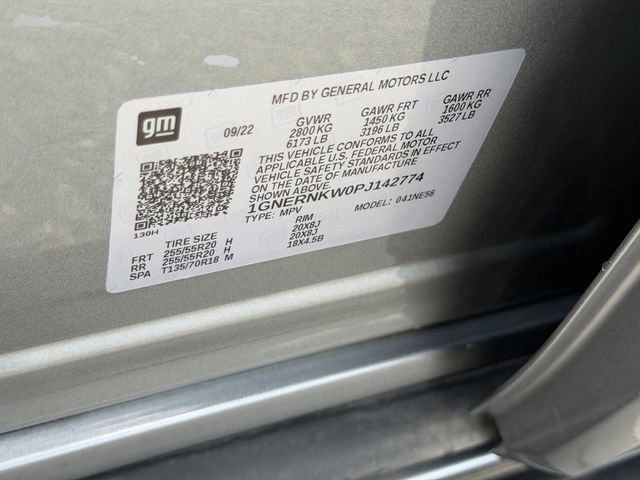 gm
MFD BY GENERAL MOTORS LLC
09/22 GVWR GAWR FRT GAWR RR
2800 KG 1450 KG 1600 KG
6173 LB 3196 LB 3527 LB
THIS VEHICLE CONFORMS TO ALL
APPLICABLE U.S. FEDERAL MOTOR
VEHICLE SAFETY STANDARDS IN EFFECT
ON THE DATE OF MANUFACTURE
SHOWN ABOVE.
1GNERNKW0PJ142774
TYPE: MPV MODEL: 041NE56
130H
TIRE SIZE RIM
FRT 255/55R20 H 20X8J
RR 255/55R20 H 20X8J
SPA T135/70R18 M 18X4.5B